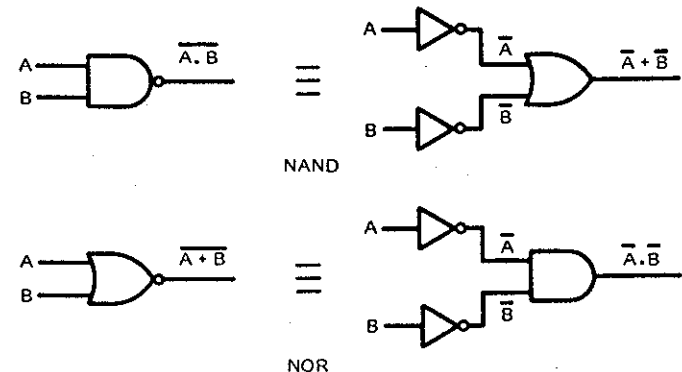 A
B
A̅.̅ ̅B̅
≡
A
A̅
B
B̅
A̅ + B̅
NAND
A
B
A̅ ̅+̅ ̅B̅
≡
A
A̅
B
B̅
A̅.B̅
NOR